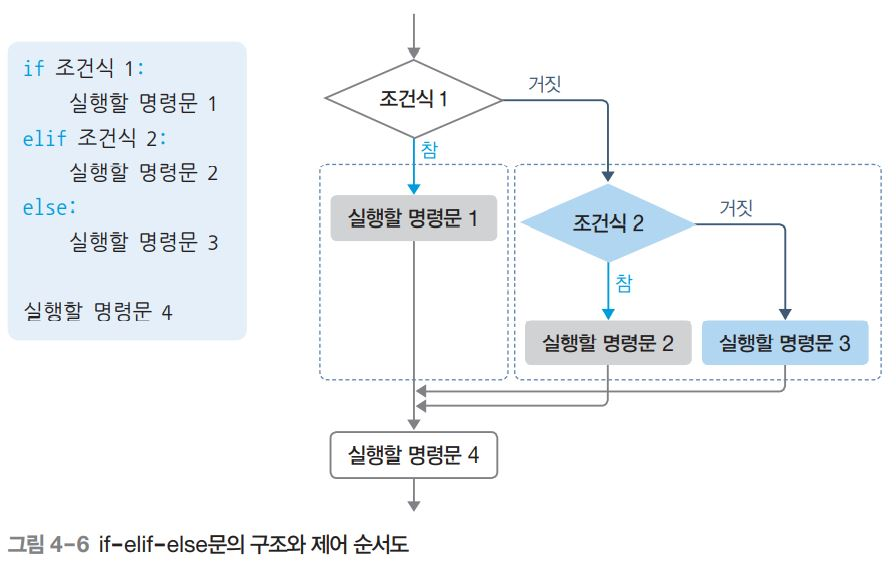 if 조건식 1:
실행할 명령문 1
elif 조건식 2:
실행할 명령문 2
else:
실행할 명령문 3
실행할 명령문 4
조건식 1
거짓
참
실행할 명령문 1
조건식 2
거짓
참
실행할 명령문 2
실행할 명령문 3
실행할 명령문 4
그림 4-6 if-elif-else문의 구조와 제어 순서도